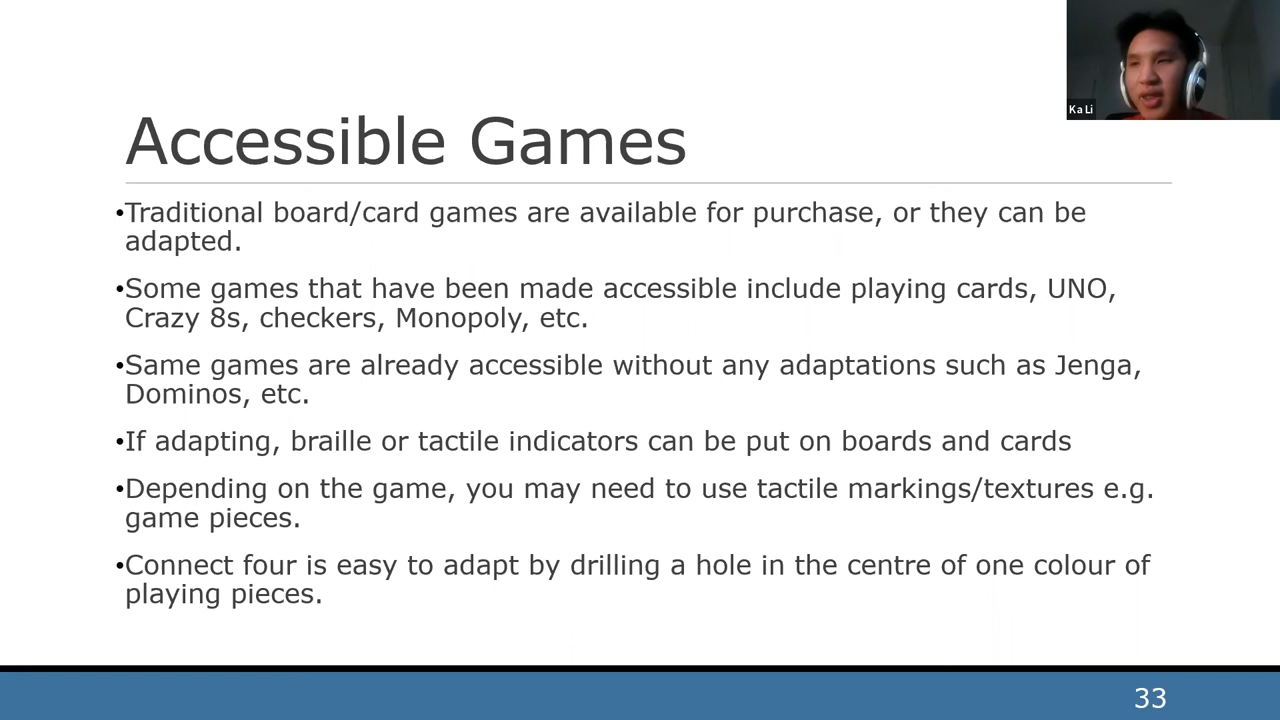 Ka Li
Accessible Games
•Traditional board/card games are available for purchase, or they can be
adapted.
•Some games that have been made accessible include playing cards, UNO,
Crazy 8s, checkers, Monopoly, etc.
•Same games are already accessible without any adaptations such as Jenga,
Dominos, etc.
•If adapting, braille or tactile indicators can be put on boards and cards
•Depending on the game, you may need to use tactile markings/textures e.g.
game pieces.
•Connect four is easy to adapt by drilling a hole in the centre of one colour of
playing pieces.
33